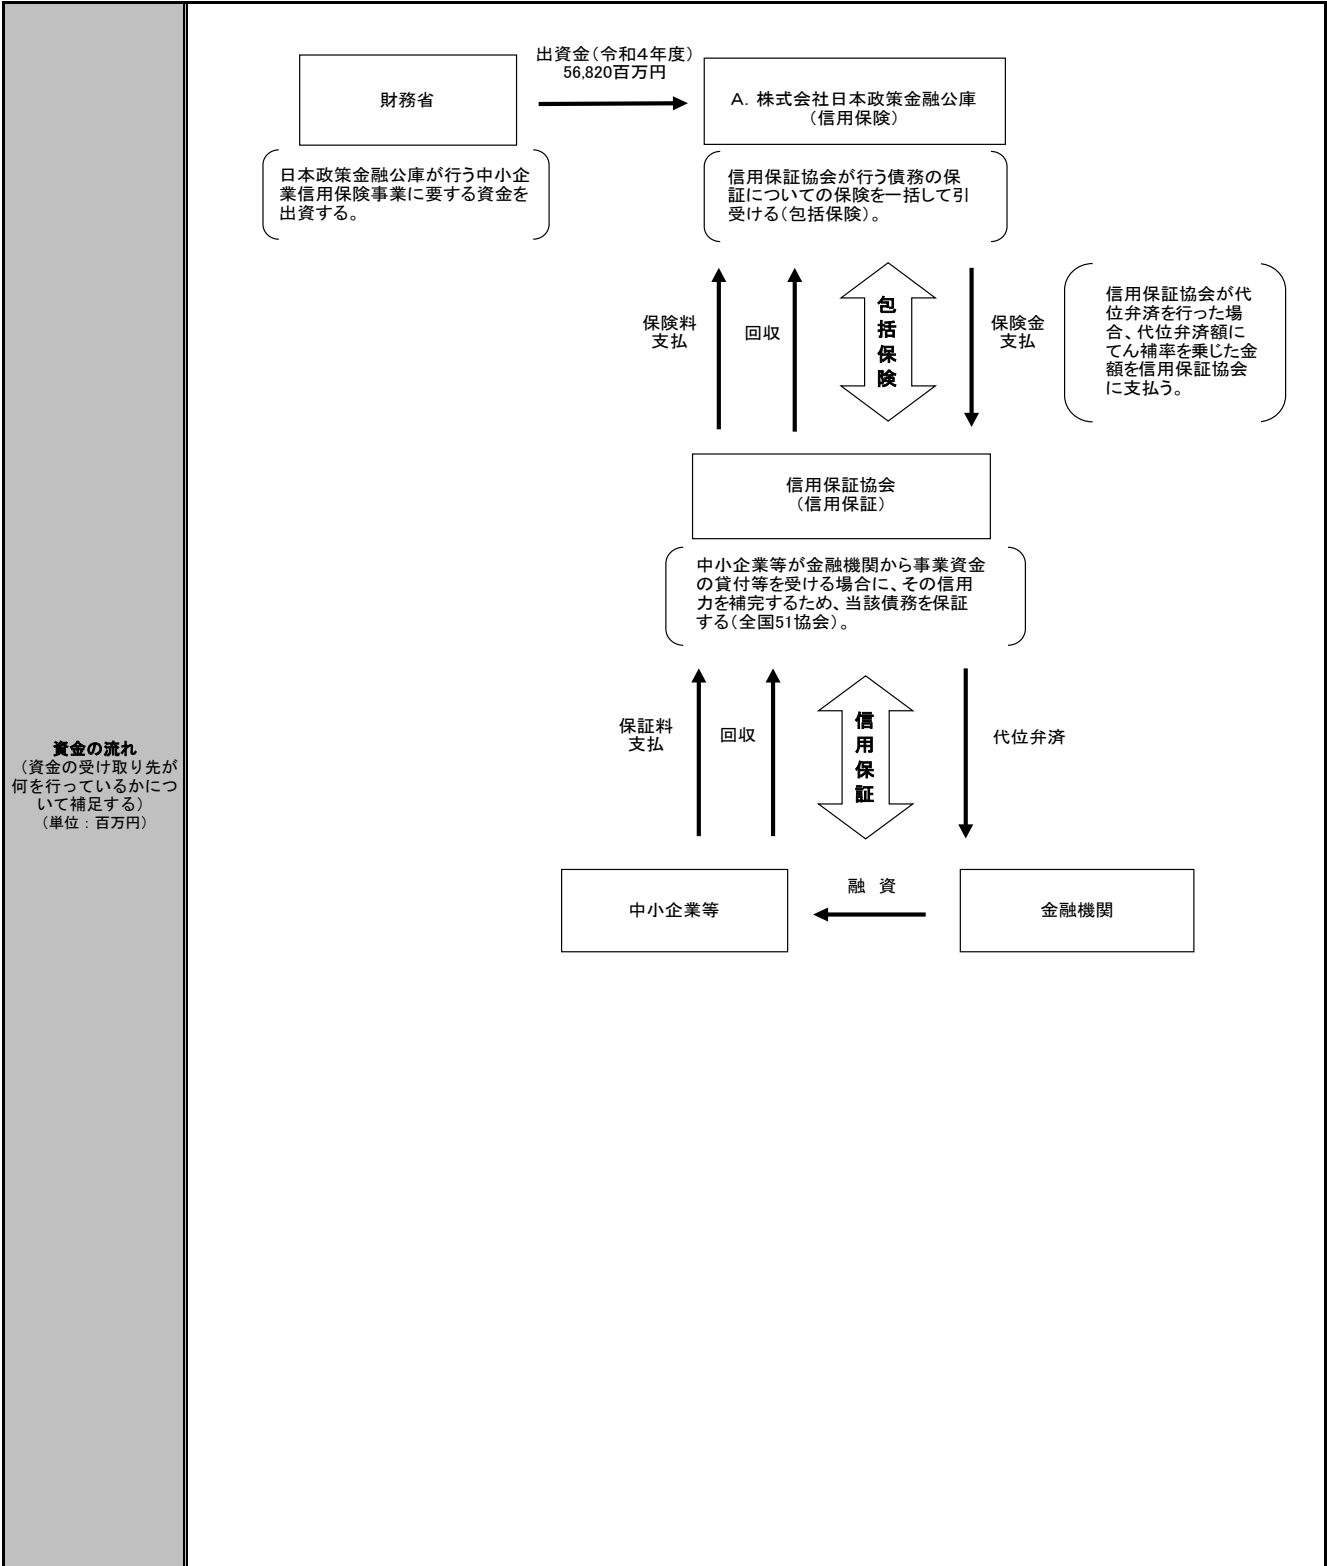 資金の流れ
（資金の受け取り先が
何を行っているかにつ
いて補足する）
（単位：百万円）
出資金（令和４年度）
56,820百万円
財務省
Ａ．株式会社日本政策金融公庫
（信用保険）
日本政策金融公庫が行う中小企
業信用保険事業に要する資金を
出資する。
信用保証協会が行う債務の保
証についての保険を一括して引
受ける（包括保険）。
保険料
支払
回収
包括保険
保険金
支払
信用保証協会が代
位弁済を行った場
合、代位弁済額に
てん補率を乗じた金
額を信用保証協会
に支払う。
信用保証協会
（信用保証）
中小企業等が金融機関から事業資金
の貸付等を受ける場合に、その信用
力を補完するため、当該債務を保証
する（全国51協会）。
保証料
支払
回収
信用保証
代位弁済
中小企業等
融　資
金融機関